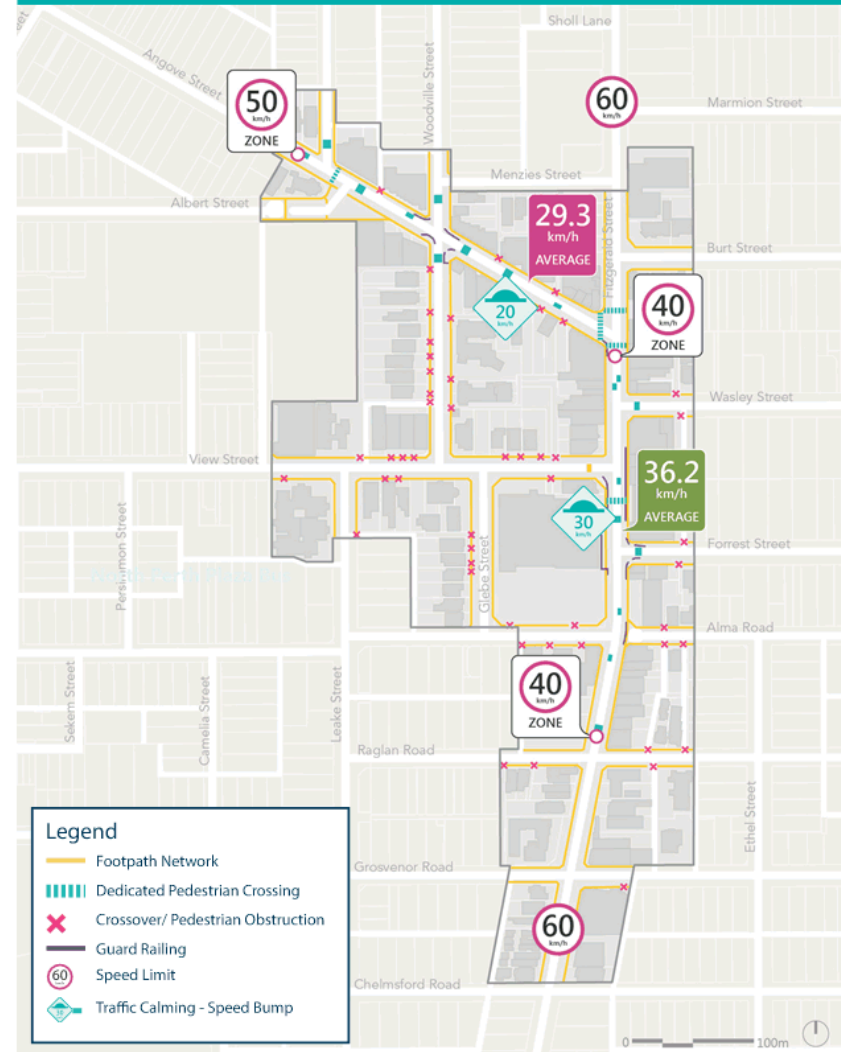 Sholl Lane
Angove Street
Woodville Street
50
km/h
ZONE
60
km/h
Marmion Street
Menzies Street
Albert Street
29.3
km/h
AVERAGE
Fitzgerald Street
Burt Street
20
km/h
40
km/h
ZONE
Wasley Street
View Street
36.2
km/h
AVERAGE
30
km/h
Persimmon Street
Forrest Street
Glebe Street
Alma Road
Sekem Street
Camelia Street
Leake Street
40
km/h
ZONE
Raglan Road
Ethel Street
Legend
Footpath Network
Dedicated Pedestrian Crossing
Crossover/ Pedestrian Obstruction
Guard Railing
60
Speed Limit
Traffic Calming - Speed Bump
Grosvenor Road
60
km/h
Chelmsford Road
0
100m